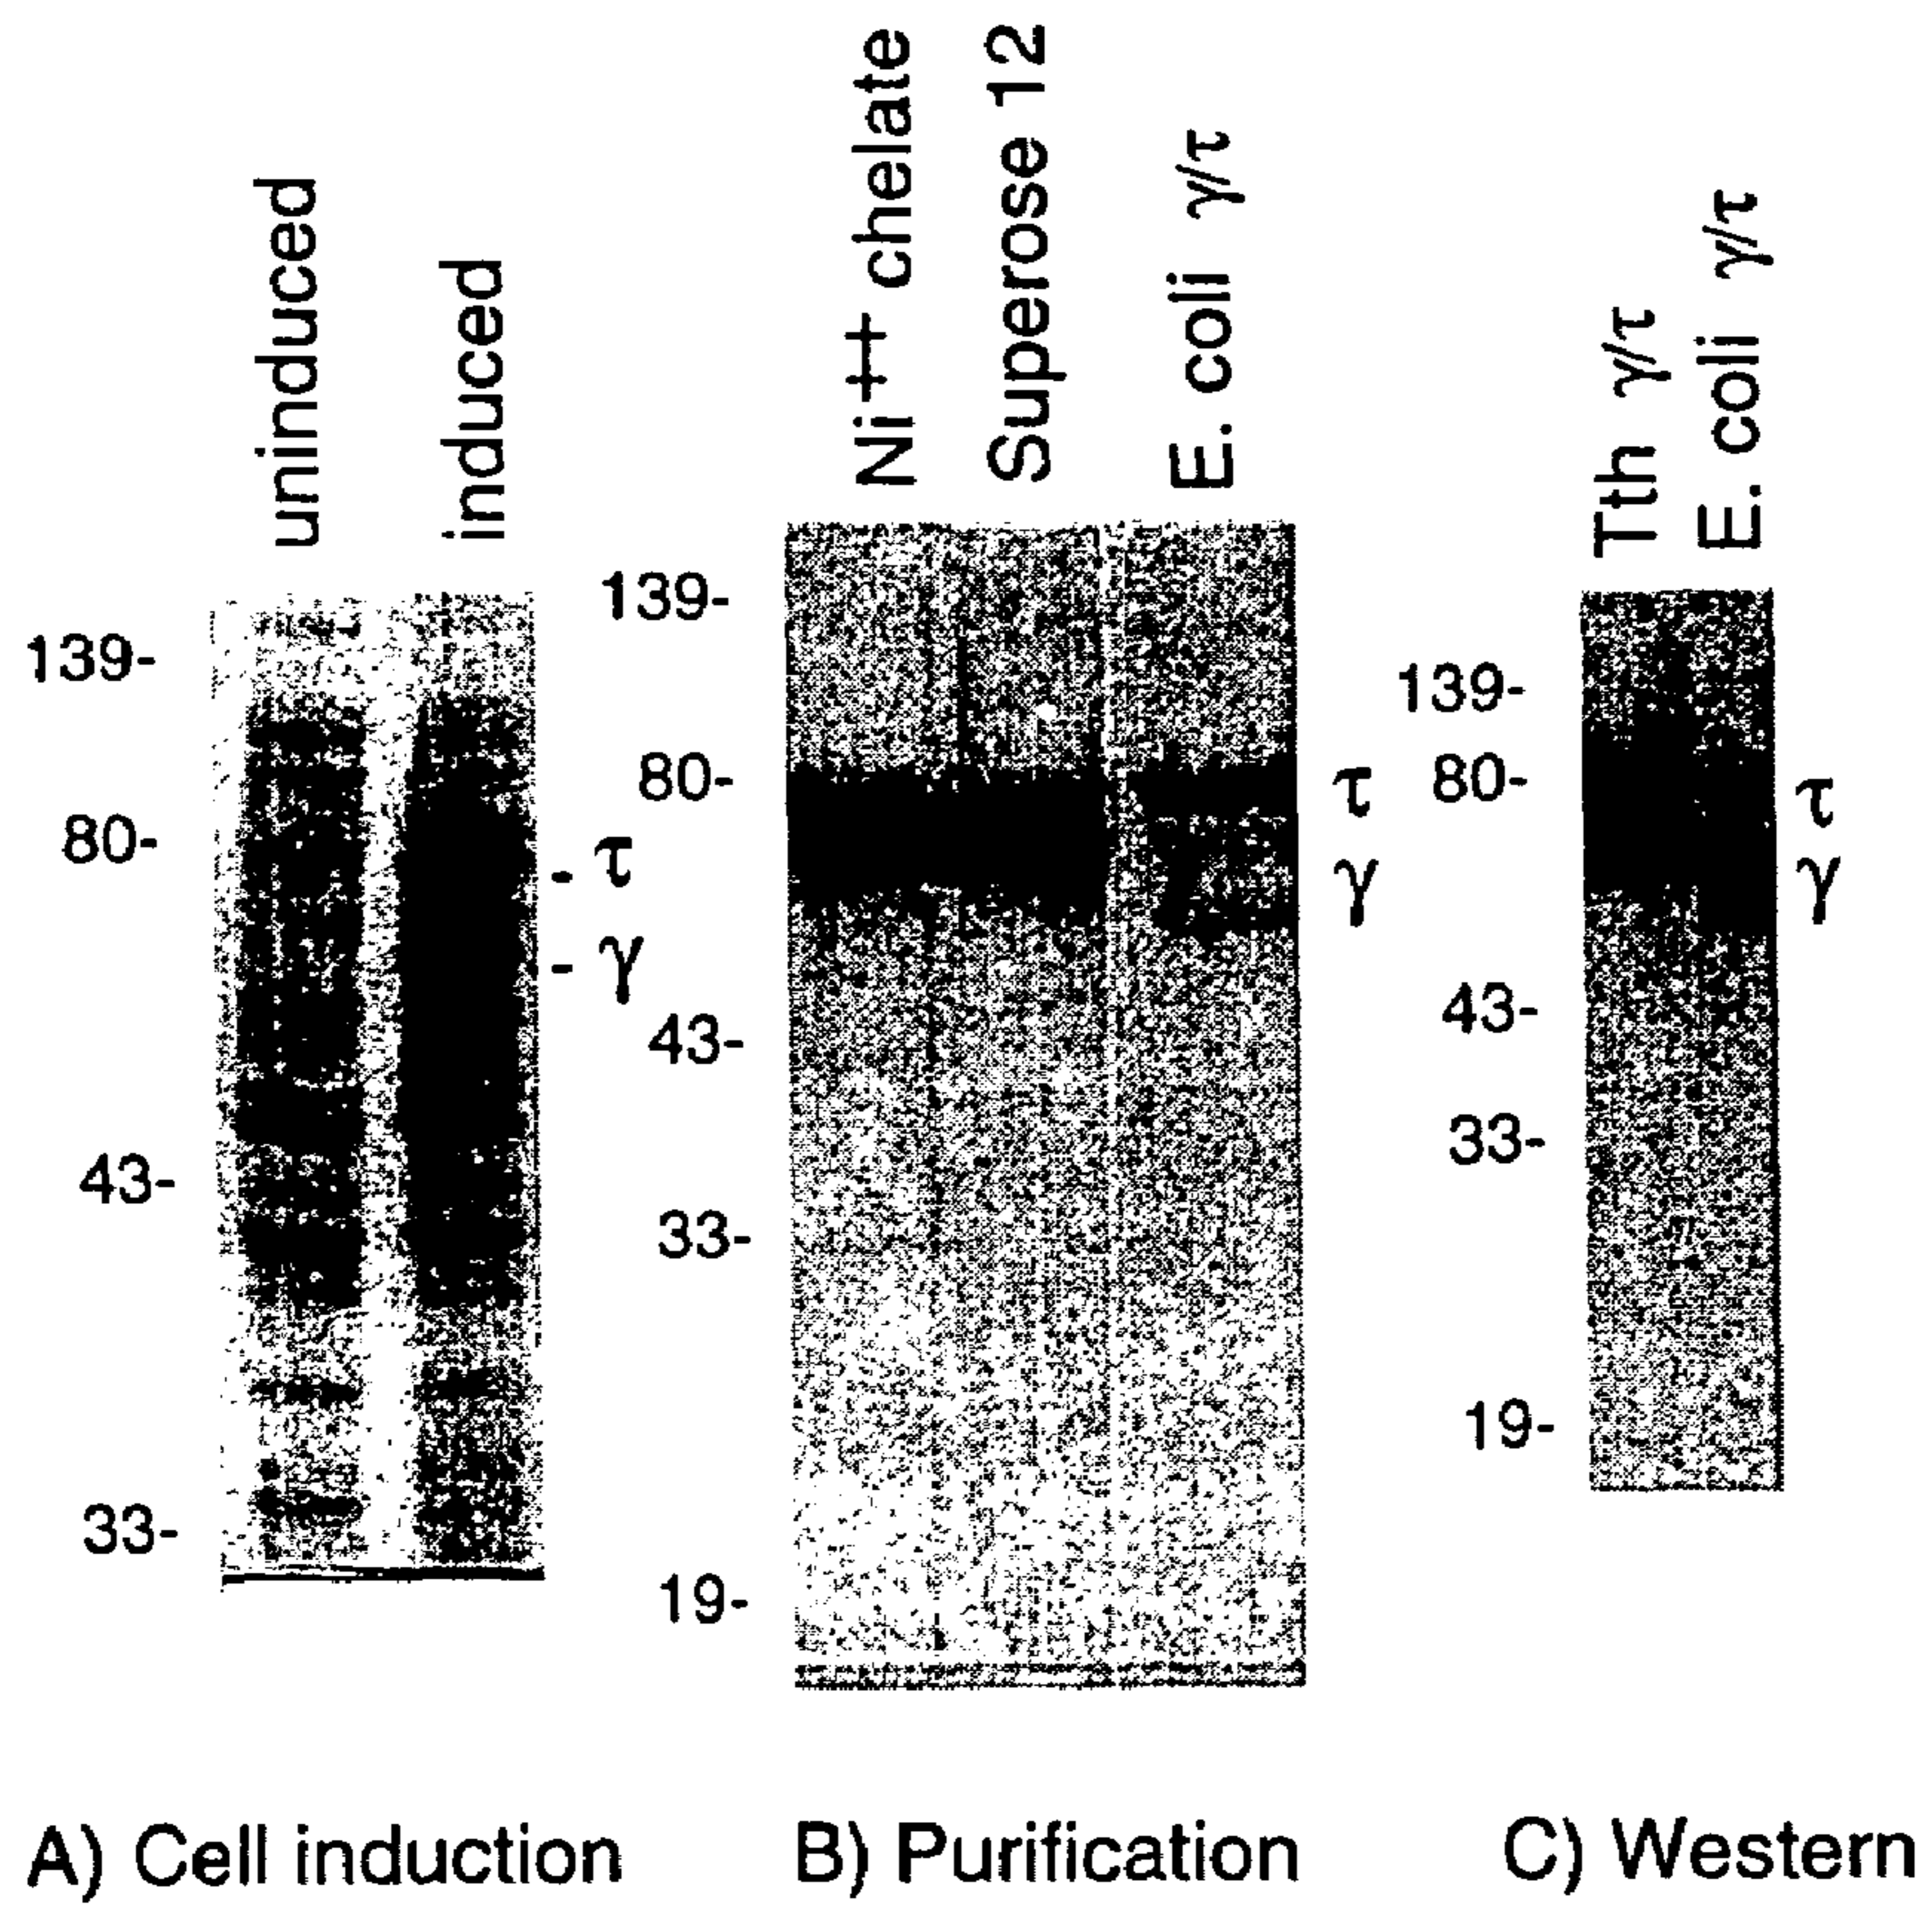 uninduced
induced
139-
80-
43-
33-
- τ
- γ
Ni++ chelate
Superose 12
E. coli γ/τ
139-
80-
43-
33-
19-
τ
γ
Tth γ/τ
E. coli γ/τ
139-
80-
43-
33-
19-
τ
γ
A) Cell induction
B) Purification
C) Western